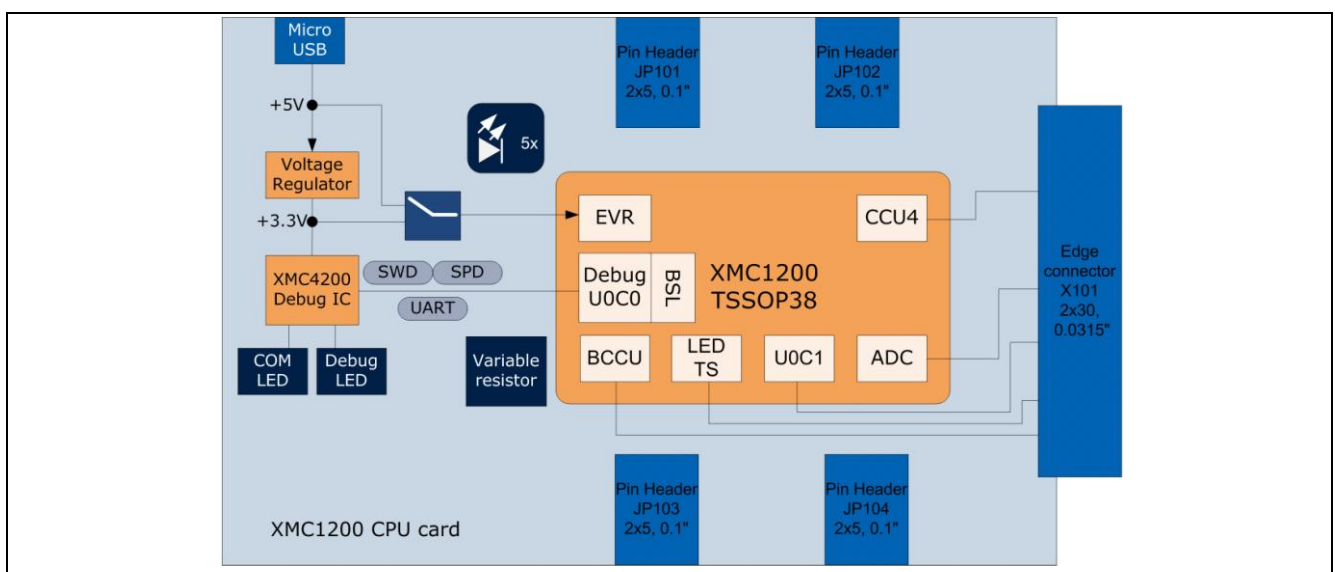 Micro
USB
Pin Header
JP101
2x5, 0.1"
Pin Header
JP102
2x5, 0.1"
+5V
5x
Voltage
Regulator
+3.3V
EVR
CCU4
Edge
connector
X101
2x30,
0.0315"
XMC4200
Debug IC
SWD
SPD
UART
Debug
U0C0
BSL
XMC1200
TSSOP38
COM
LED
Debug
LED
Variable
resistor
BCCU
LED
TS
U0C1
ADC
Pin Header
JP103
2x5, 0.1"
Pin Header
JP104
2x5, 0.1"
XMC1200 CPU card